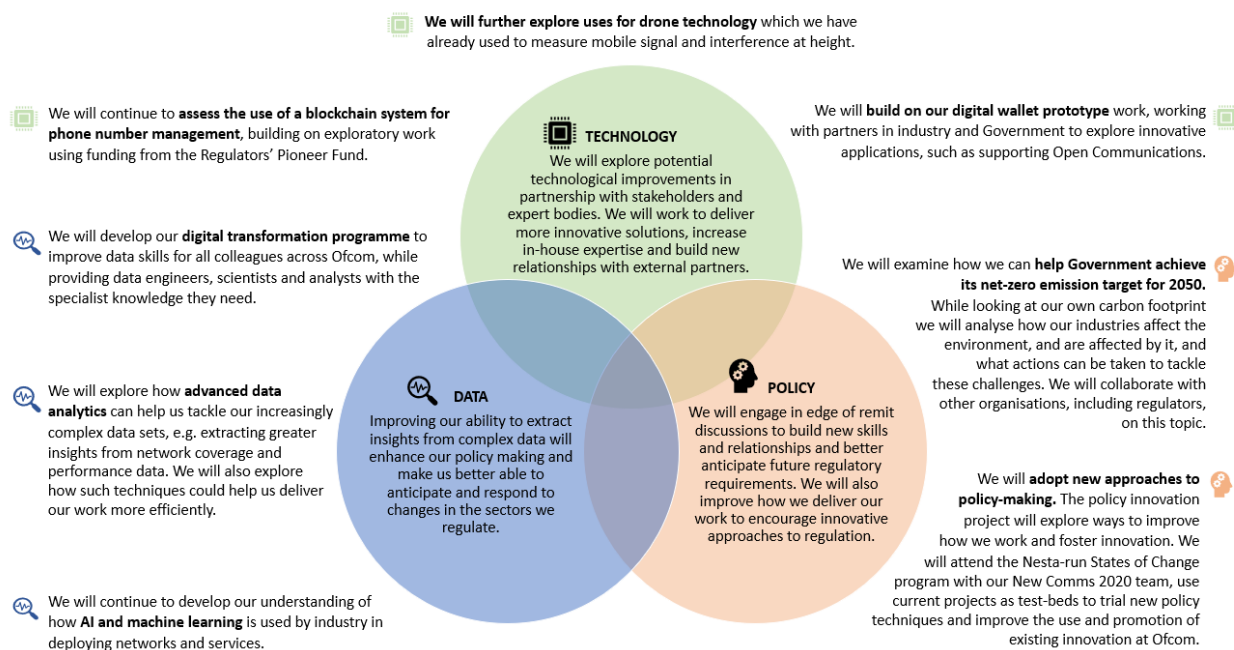 We will further explore uses for drone technology which we have
already used to measure mobile signal and interference at height.
We will continue to assess the use of a blockchain system for
phone number management, building on exploratory work
using funding from the Regulators' Pioneer Fund.
We will build on our digital wallet prototype work, working
with partners in industry and Government to explore innovative
applications, such as supporting Open Communications.
TECHNOLOGY
We will explore potential
technological improvements in
partnership with stakeholders and
expert bodies. We will work to deliver
more innovative solutions, increase
in-house expertise and build new
relationships with external partners.
We will develop our digital transformation programme to
improve data skills for all colleagues across Ofcom, while
providing data engineers, scientists and analysts with the
specialist knowledge they need.
We will examine how we can help Government achieve
its net-zero emission target for 2050.
While looking at our own carbon footprint
we will analyse how our industries affect the
environment, and are affected by it, and
what actions can be taken to tackle
these challenges. We will collaborate with
other organisations, including regulators,
on this topic.
We will explore how advanced data
analytics can help us tackle our increasingly
complex data sets, e.g. extracting greater
insights from network coverage and
performance data. We will also explore
how such techniques could help us deliver
our work more efficiently.
DATA
Improving our ability to extract
insights from complex data will
enhance our policy making and
make us better able to
anticipate and respond to
changes in the sectors we
regulate.
POLICY
We will engage in edge of remit
discussions to build new skills
and relationships and better
anticipate future regulatory
requirements. We will also
improve how we deliver our
work to encourage innovative
approaches to regulation.
We will adopt new approaches to
policy-making. The policy innovation
project will explore ways to improve
how we work and foster innovation. We
will attend the Nesta-run States of Change
program with our New Comms 2020 team, use
current projects as test-beds to trial new policy
techniques and improve the use and promotion of
existing innovation at Ofcom.
We will continue to develop our understanding of
how AI and machine learning is used by industry in
deploying networks and services.